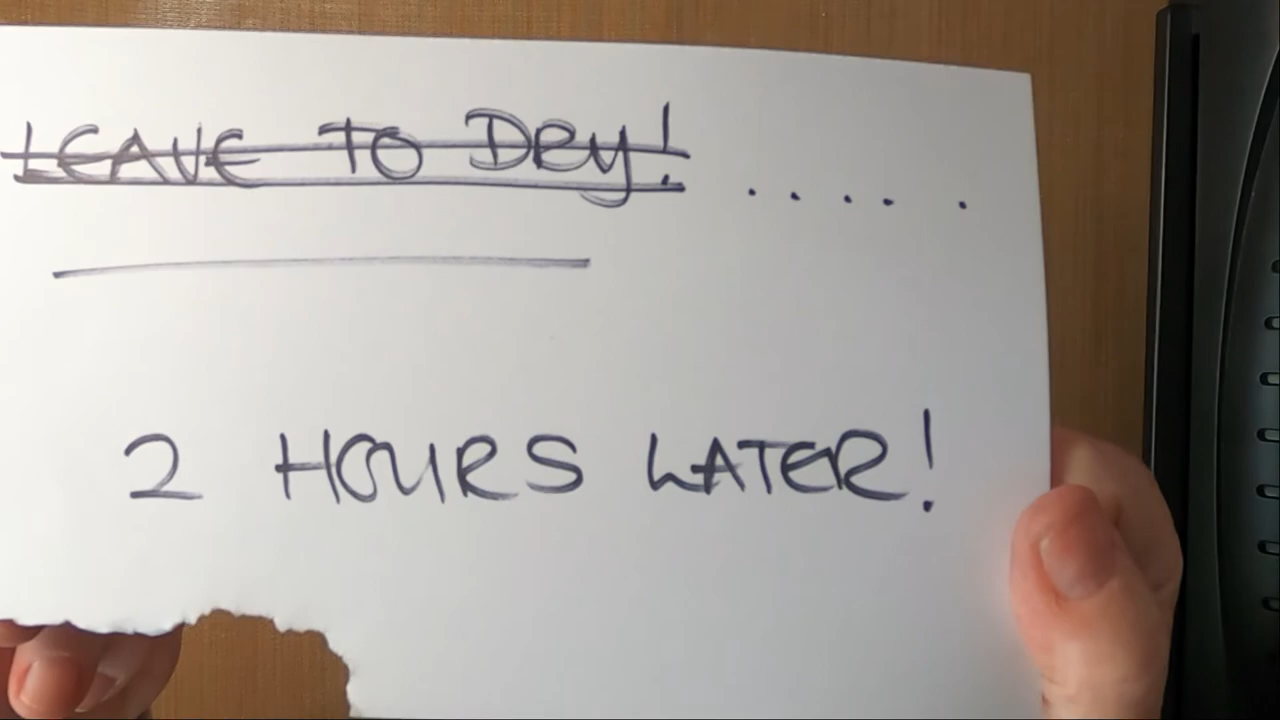 LEAVE TO DRY! . . . . .
2 HOURS LATER!